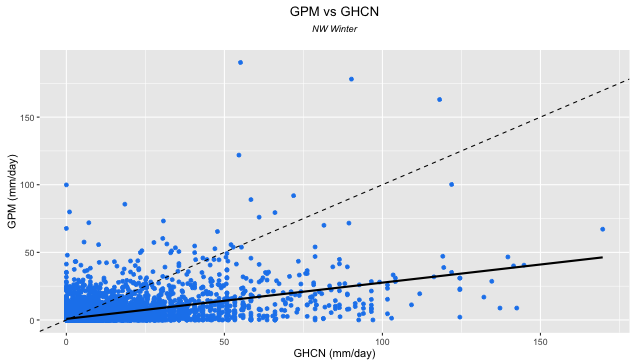 GPM vs GHCN
NW Winter
GPM (mm/day)
150
100
50
0
0
50
100
150
GHCN (mm/day)